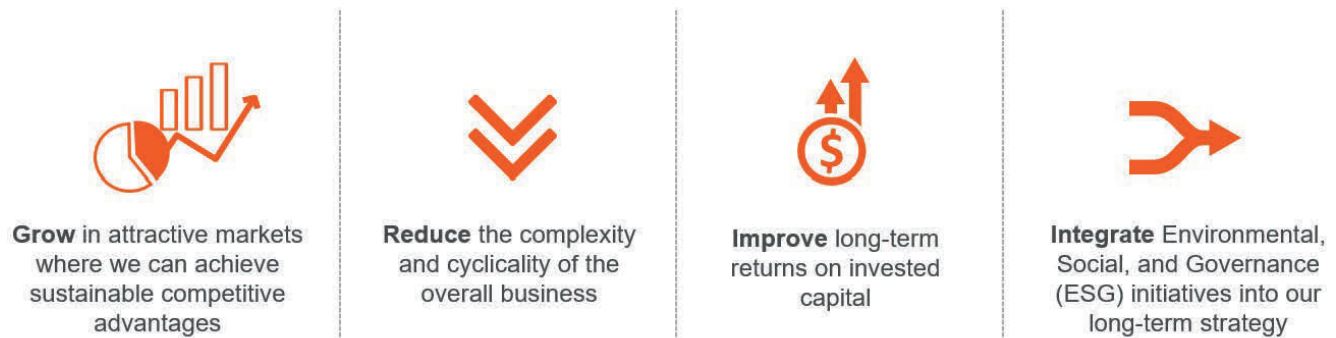 $
Grow in attractive markets
where we can achieve
sustainable competitive
advantages
Reduce the complexity
and cyclicality of the
overall business
Improve long-term
returns on invested
capital
Integrate Environmental,
Social, and Governance
(ESG) initiatives into our
long-term strategy